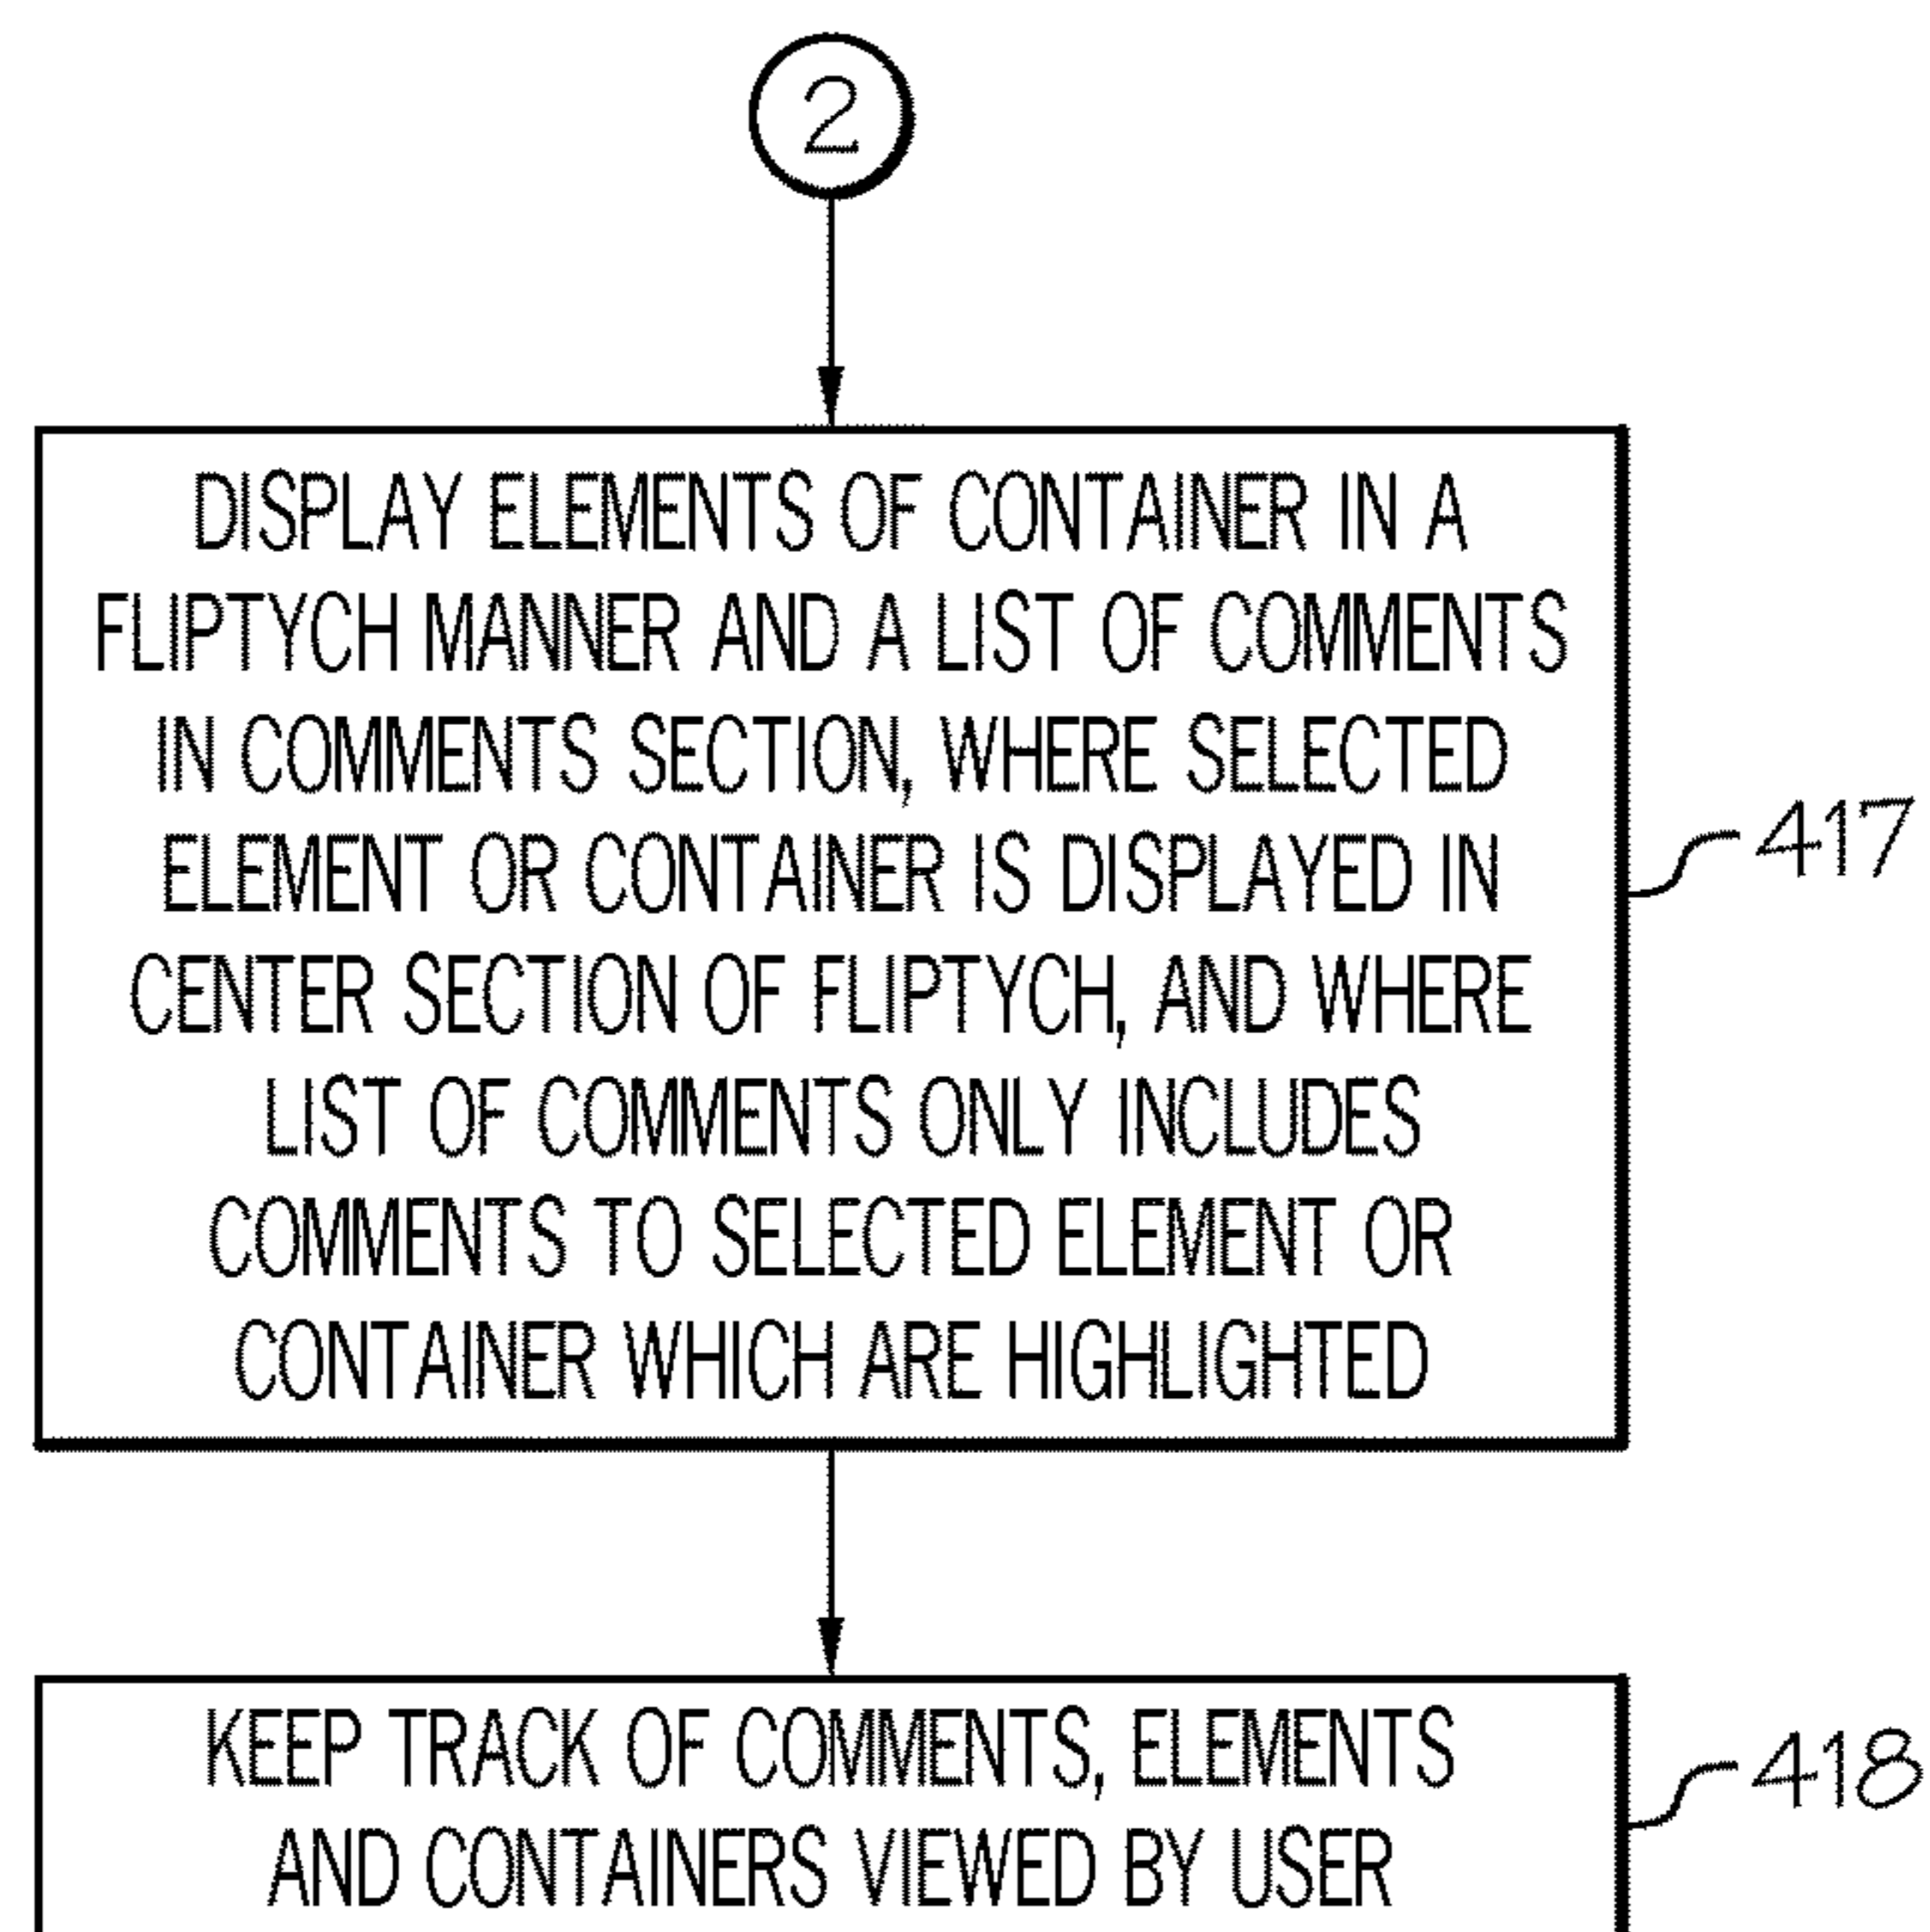 2
DISPLAY ELEMENTS OF CONTAINER IN A
FLIPTYCH MANNER AND A LIST OF COMMENTS
IN COMMENTS SECTION, WHERE SELECTED
ELEMENT OR CONTAINER IS DISPLAYED IN
CENTER SECTION OF FLIPTYCH, AND WHERE
LIST OF COMMENTS ONLY INCLUDES
COMMENTS TO SELECTED ELEMENT OR
CONTAINER WHICH ARE HIGHLIGHTED
417
KEEP TRACK OF COMMENTS, ELEMENTS
AND CONTAINERS VIEWED BY USER
418